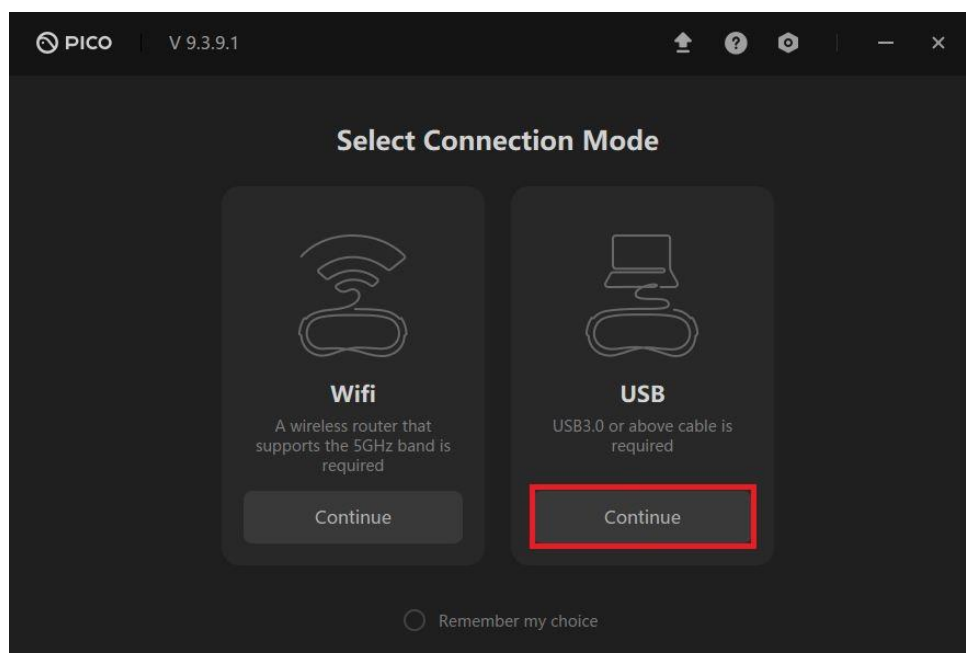 PICO V 9.3.9.1
Select Connection Mode
Wifi
A wireless router that
supports the 5GHz band is
required
Continue
USB
USB3.0 or above cable is
required
Continue
Remember my choice